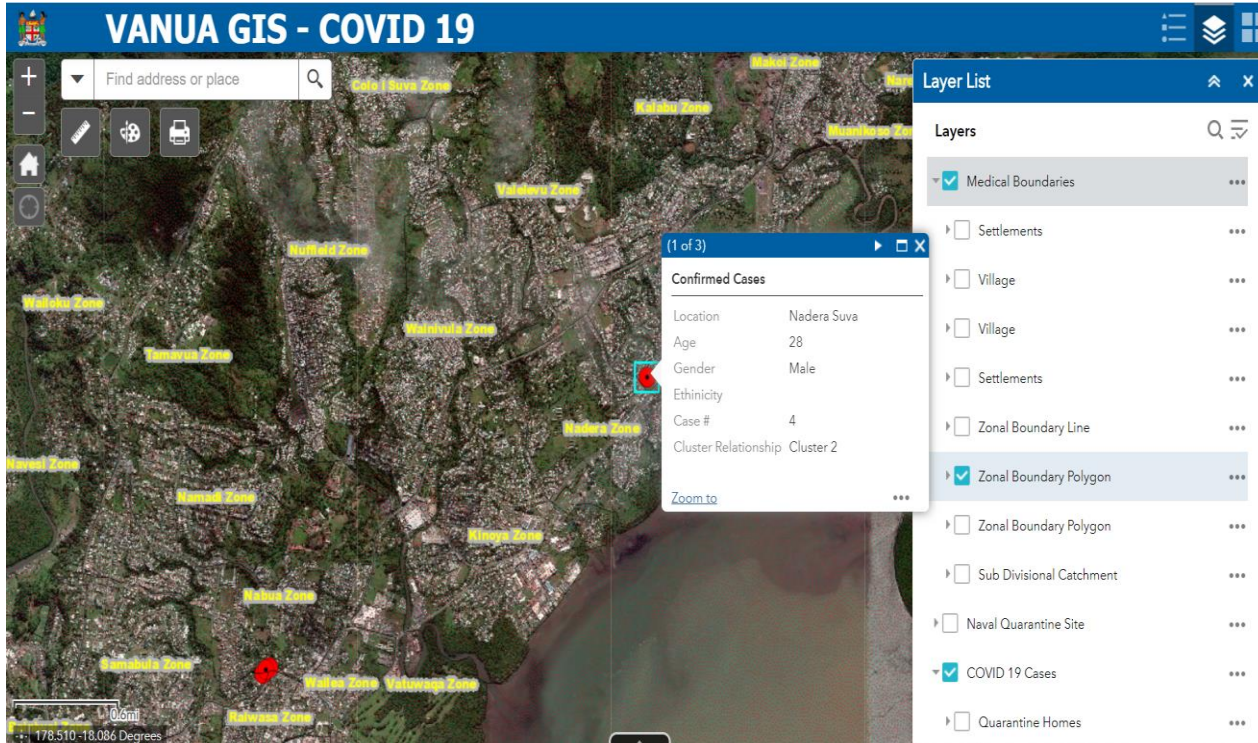 VANUA GIS - COVID 19
Find address or place
Colo I Suva Zone
Makoi Zone
Kalabu Zone
Muanikoso Zon
Valelevu Zone
Nuffield Zone
Wailoku Zone
Wainivula Zone
Tamavua Zone
Nadera Zone
Navesi Zone
Namadi Zone
Kinoya Zone
Nabua Zone
Samabula Zone
Wailea Zone
Vatuwaqa Zone
Raiwasa Zone
0.6mi
178.510 -18.086 Degrees
(1 of 3)
Confirmed Cases
Location Nadera Suva
Age 28
Gender Male
Ethinicity
Case # 4
Cluster Relationship Cluster 2
Zoom to
Layer List
Layers
Medical Boundaries
Settlements
Village
Village
Settlements
Zonal Boundary Line
Zonal Boundary Polygon
Zonal Boundary Polygon
Sub Divisional Catchment
Naval Quarantine Site
COVID 19 Cases
Quarantine Homes